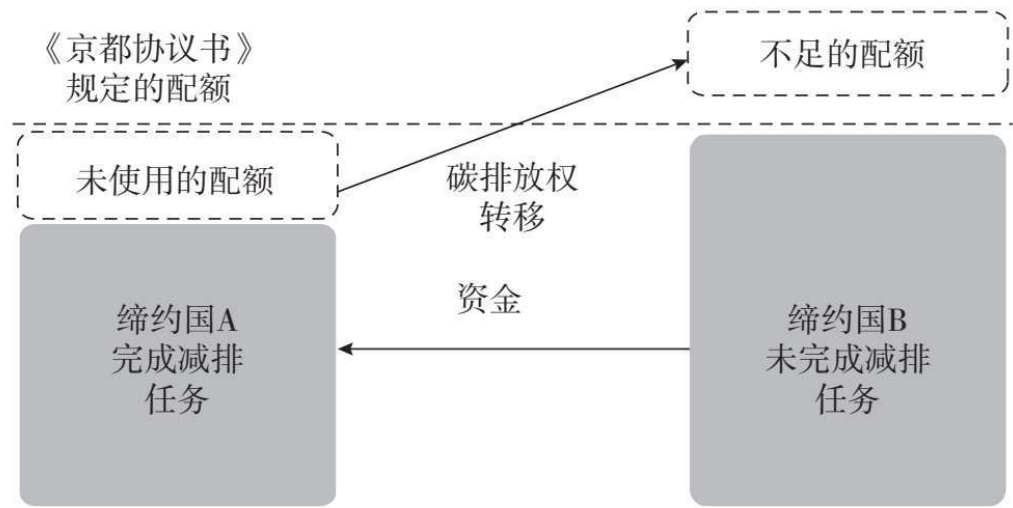 《京都协议书》
规定的配额
不足的配额
未使用的配额
碳排放权
转移
资金
缔约国A
完成减排
任务
缔约国B
未完成减排
任务